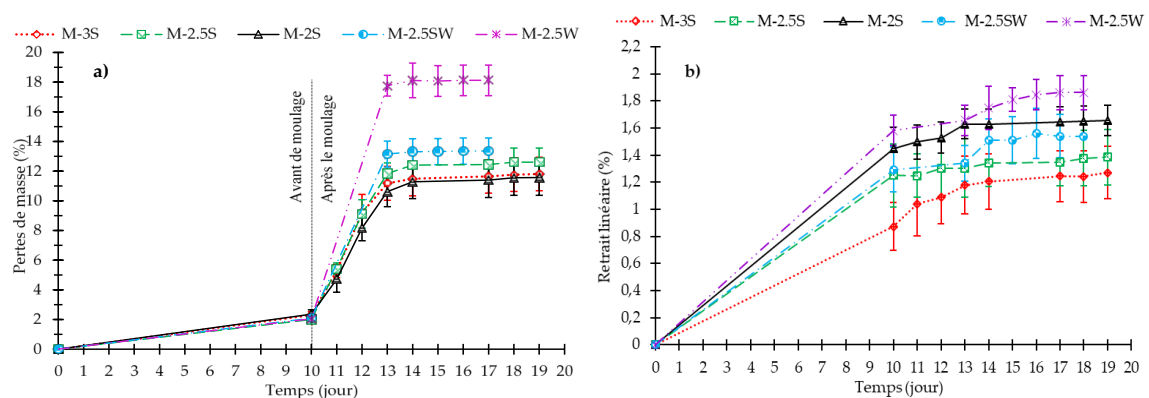 M-3S M-2.5S M-2S M-2.5SW M-2.5W
a)
Pertes de masse (%)
20
18
16
14
12
10
8
6
4
2
0
Avant de moulage
Après le moulage
0 1 2 3 4 5 6 7 8 9 10 11 12 13 14 15 16 17 18 19 20
Temps (jour)
M-3S M-2.5S M-2S M-2.5SW M-2.5W
b)
Retrait linéaire (%)
2,2
2
1,8
1,6
1,4
1,2
1
0,8
0,6
0,4
0,2
0
0 1 2 3 4 5 6 7 8 9 10 11 12 13 14 15 16 17 18 19 20
Temps (jour)